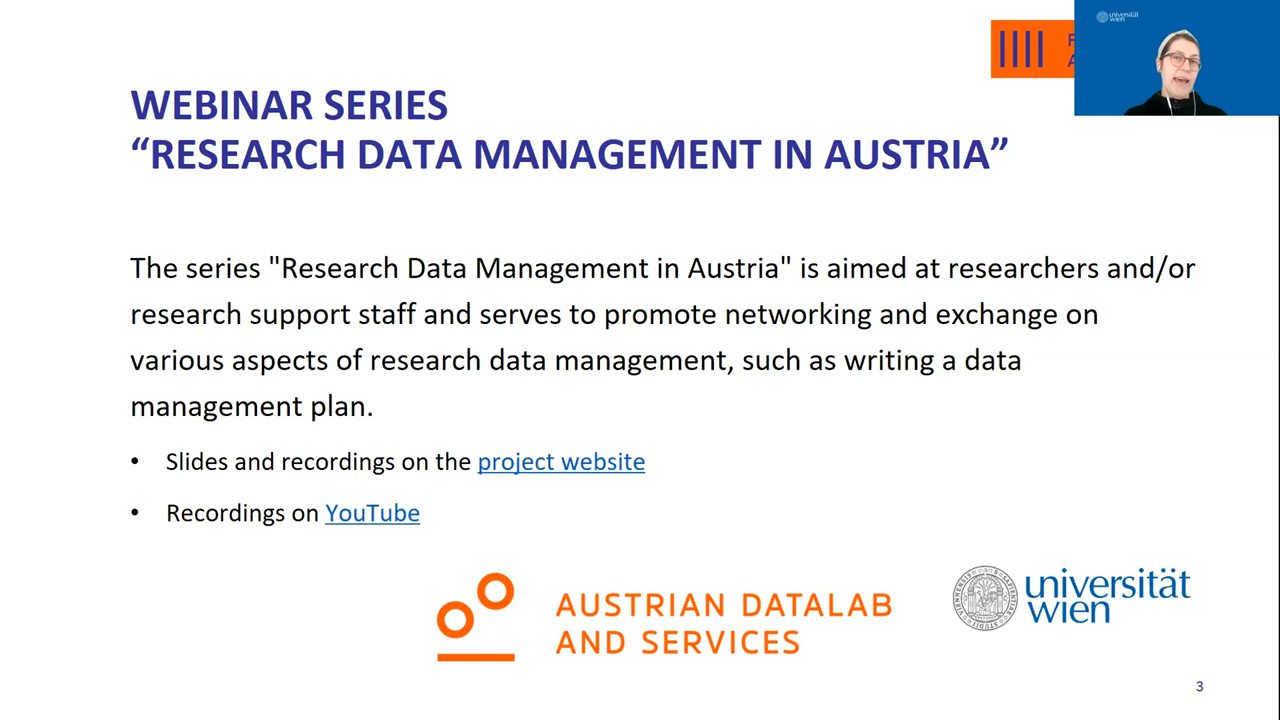 universität
wien
WEBINAR SERIES
“RESEARCH DATA MANAGEMENT IN AUSTRIA”
The series "Research Data Management in Austria" is aimed at researchers and/or
research support staff and serves to promote networking and exchange on
various aspects of research data management, such as writing a data
management plan.
• Slides and recordings on the project website
• Recordings on YouTube
AUSTRIAN DATALAB
AND SERVICES
universität
wien
3